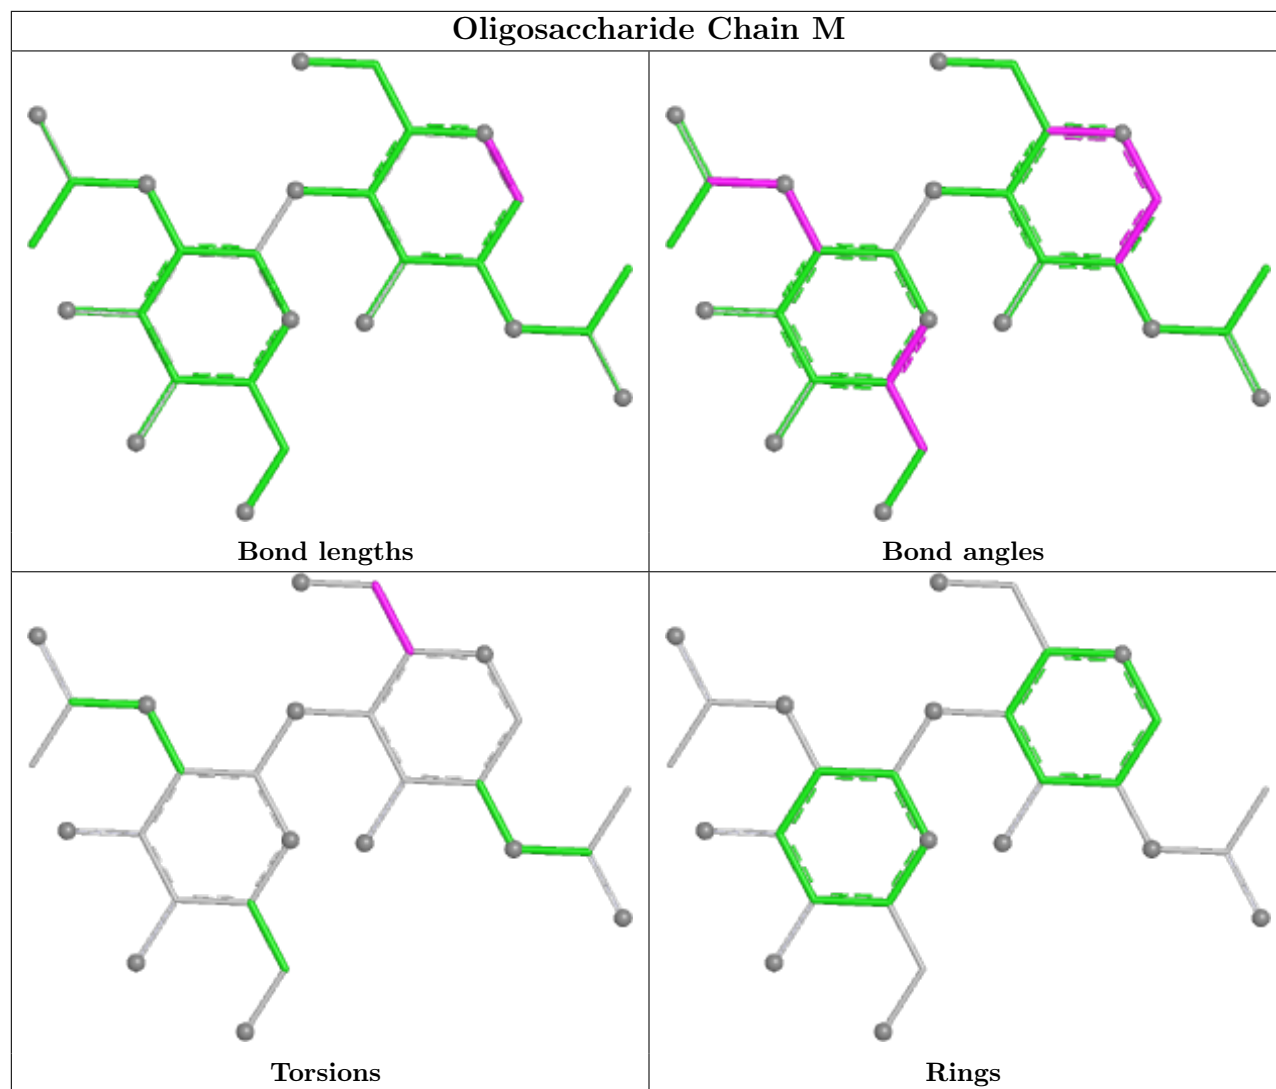 Oligosaccharide Chain M
Bond lengths
Bond angles
Torsions
Rings